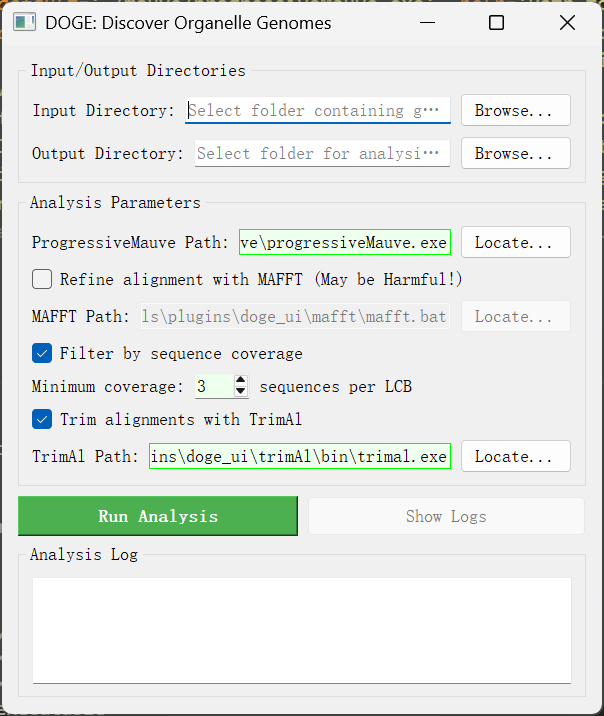 DOGE: Discover Organelle Genomes
Input/Output Directories
Input Directory: Select folder containing g… Browse...
Output Directory: Select folder for analysi… Browse...
Analysis Parameters
ProgressiveMauve Path: ve\progressiveMauve.exe Locate...
Refine alignment with MAFFT (May be Harmful!)
MAFFT Path: ls\plugins\doge_ui\mafft\mafft.bat Locate...
Filter by sequence coverage
Minimum coverage: 3 sequences per LCB
Trim alignments with TrimAl
TrimAl Path: ins\doge_ui\trimAl\bin\trimal.exe Locate...
Run Analysis Show Logs
Analysis Log